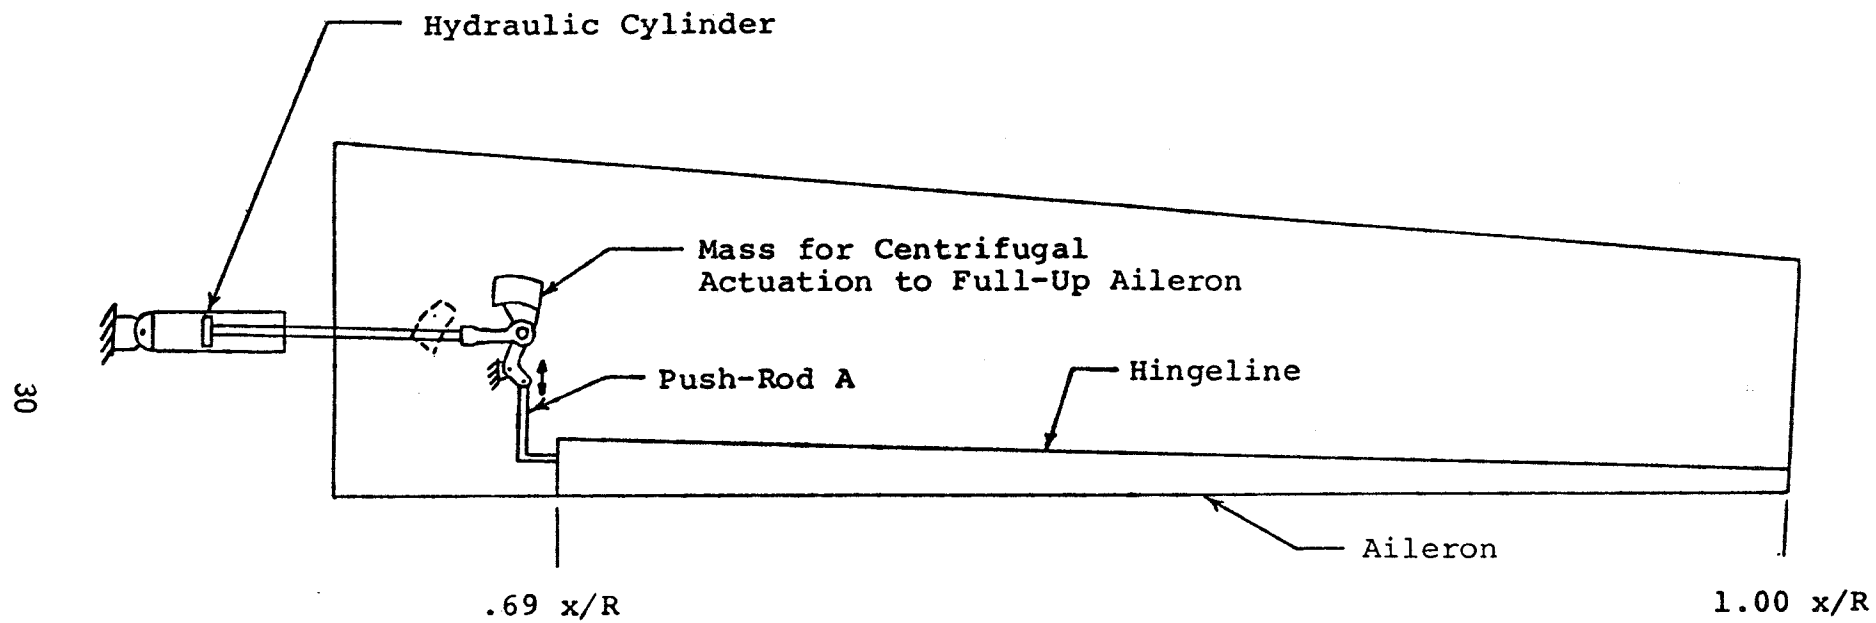 Hydraulic Cylinder
Mass for Centrifugal
Actuation to Full-Up Aileron
Push-Rod A
Hingeline
Aileron
.69 x/R
1.00 x/R
30